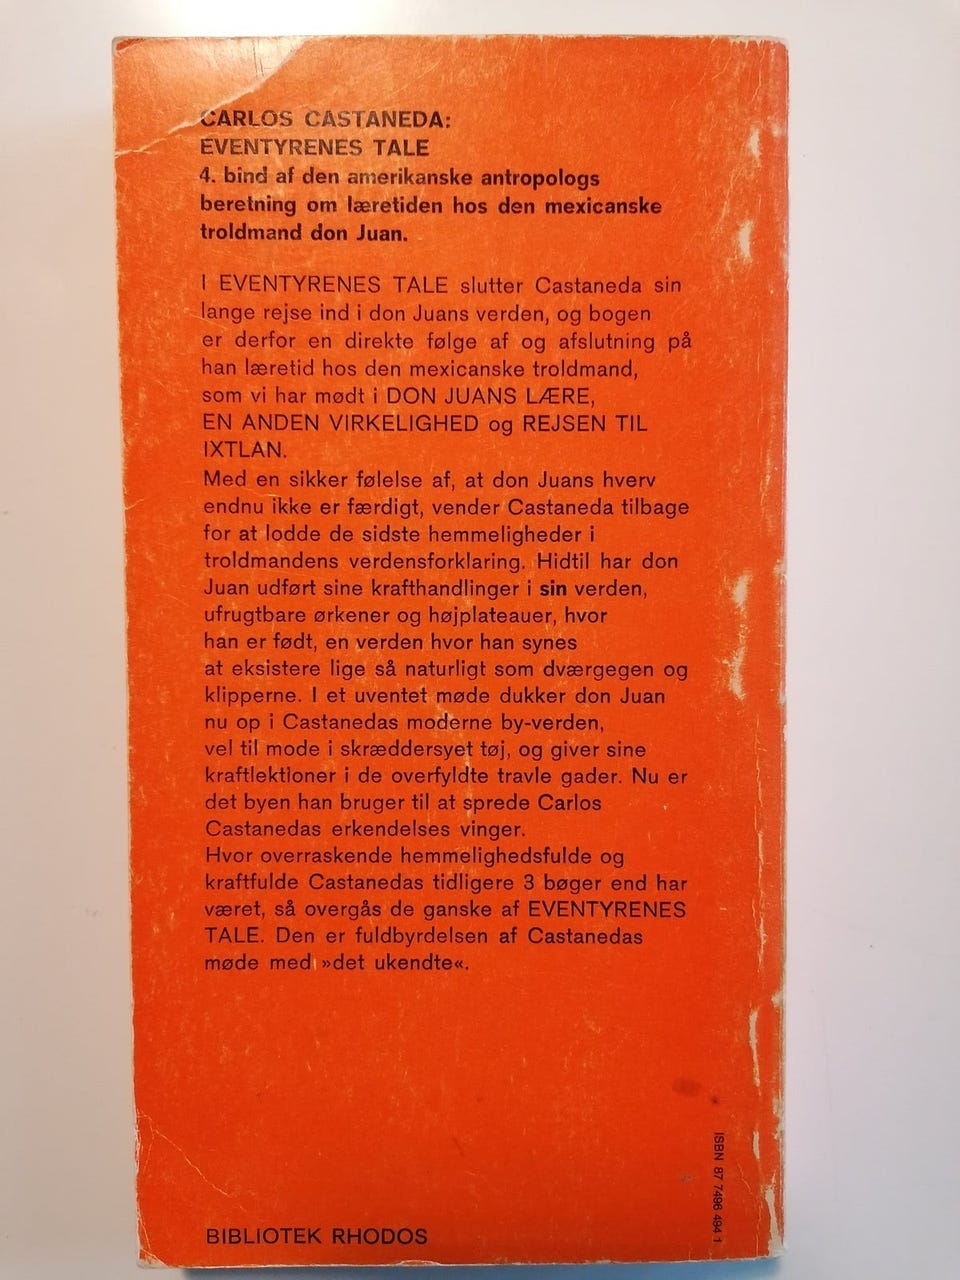 CARLOS CASTANEDA:
EVENTYRENES TALE
4. bind af den amerikanske antropologs
beretning om læretiden hos den mexicanske
troldmand don Juan.
I EVENTYRENES TALE slutter Castaneda sin
lange rejse ind i don Juans verden, og bogen
er derfor en direkte følge af og afslutning på
han læretid hos den mexicanske troldmand,
som vi har mødt i DON JUANS LÆRE,
EN ANDEN VIRKELIGHED og REJSEN TIL
IXTLAN.
Med en sikker følelse af, at don Juans hverv
endnu ikke er færdigt, vender Castaneda tilbage
for at lodde de sidste hemmeligheder i
troldmandens verdensforklaring. Hidtil har don
Juan udført sine krafthandlinger i sin verden,
ufrugtbare ørkener og højplateauer, hvor
han er født, en verden hvor han synes
at eksistere lige så naturligt som dværgegen og
klipperne. I et uventet møde dukker don Juan
nu op i Castanedas moderne by-verden,
vel til mode i skræddersyet tøj, og giver sine
kraftlektioner i de overfyldte travle gader. Nu er
det byen han bruger til at sprede Carlos
Castanedas erkendelses vinger.
Hvor overraskende hemmelighedsfulde og
kraftfulde Castanedas tidligere 3 bøger end har
været, så overgås de ganske af EVENTYRENES
TALE. Den er fuldbyrdelsen af Castanedas
møde med »det ukendte«.
ISBN 87 7496 494 1
BIBLIOTEK RHODOS